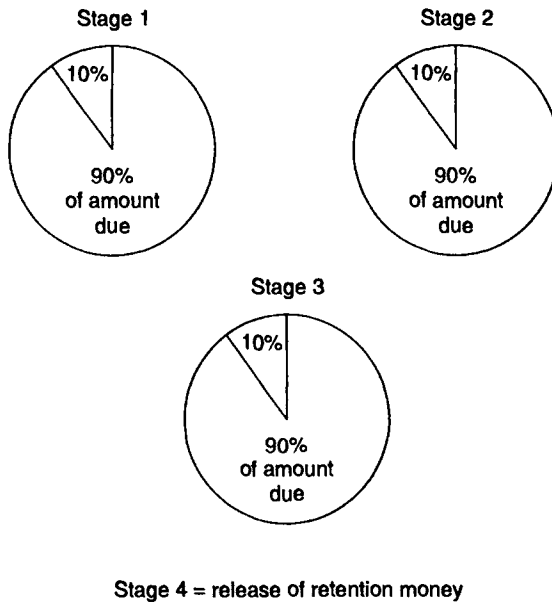 Stage 1
10%
90%
of amount
due
Stage 2
10%
90%
of amount
due
Stage 3
10%
90%
of amount
due
Stage 4 = release of retention money